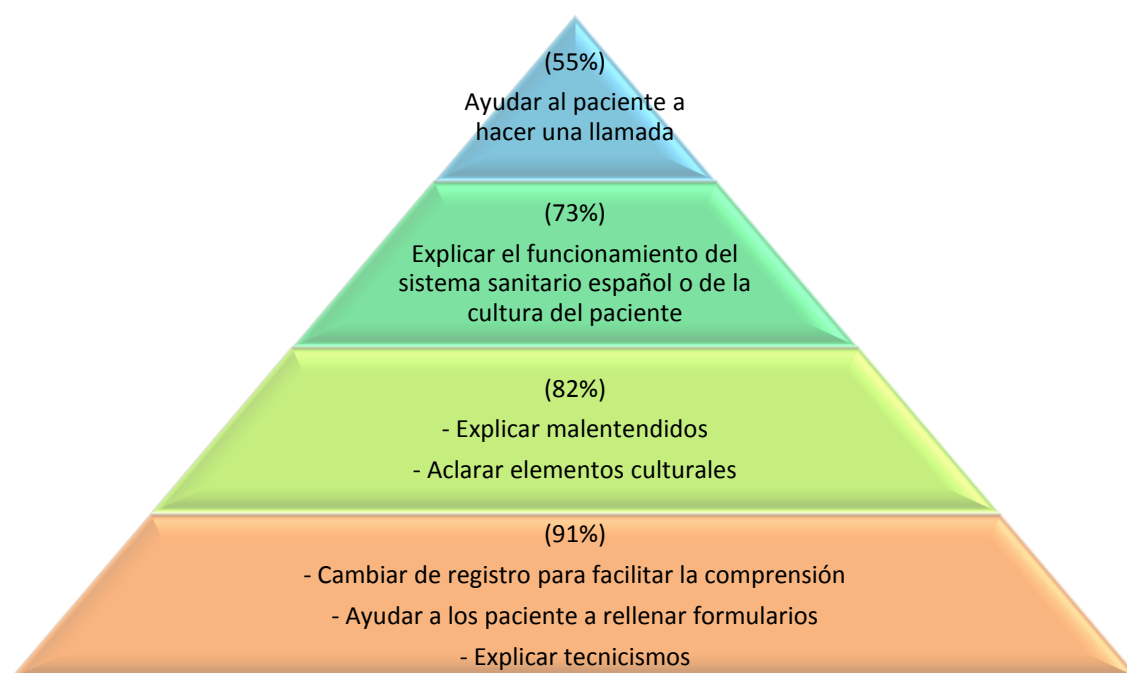 (55%)
Ayudar al paciente a
hacer una llamada
(73%)
Explicar el funcionamiento del
sistema sanitario español o de la
cultura del paciente
(82%)
- Explicar malentendidos
- Aclarar elementos culturales
(91%)
- Cambiar de registro para facilitar la comprensión
- Ayudar a los paciente a rellenar formularios
- Explicar tecnicismos